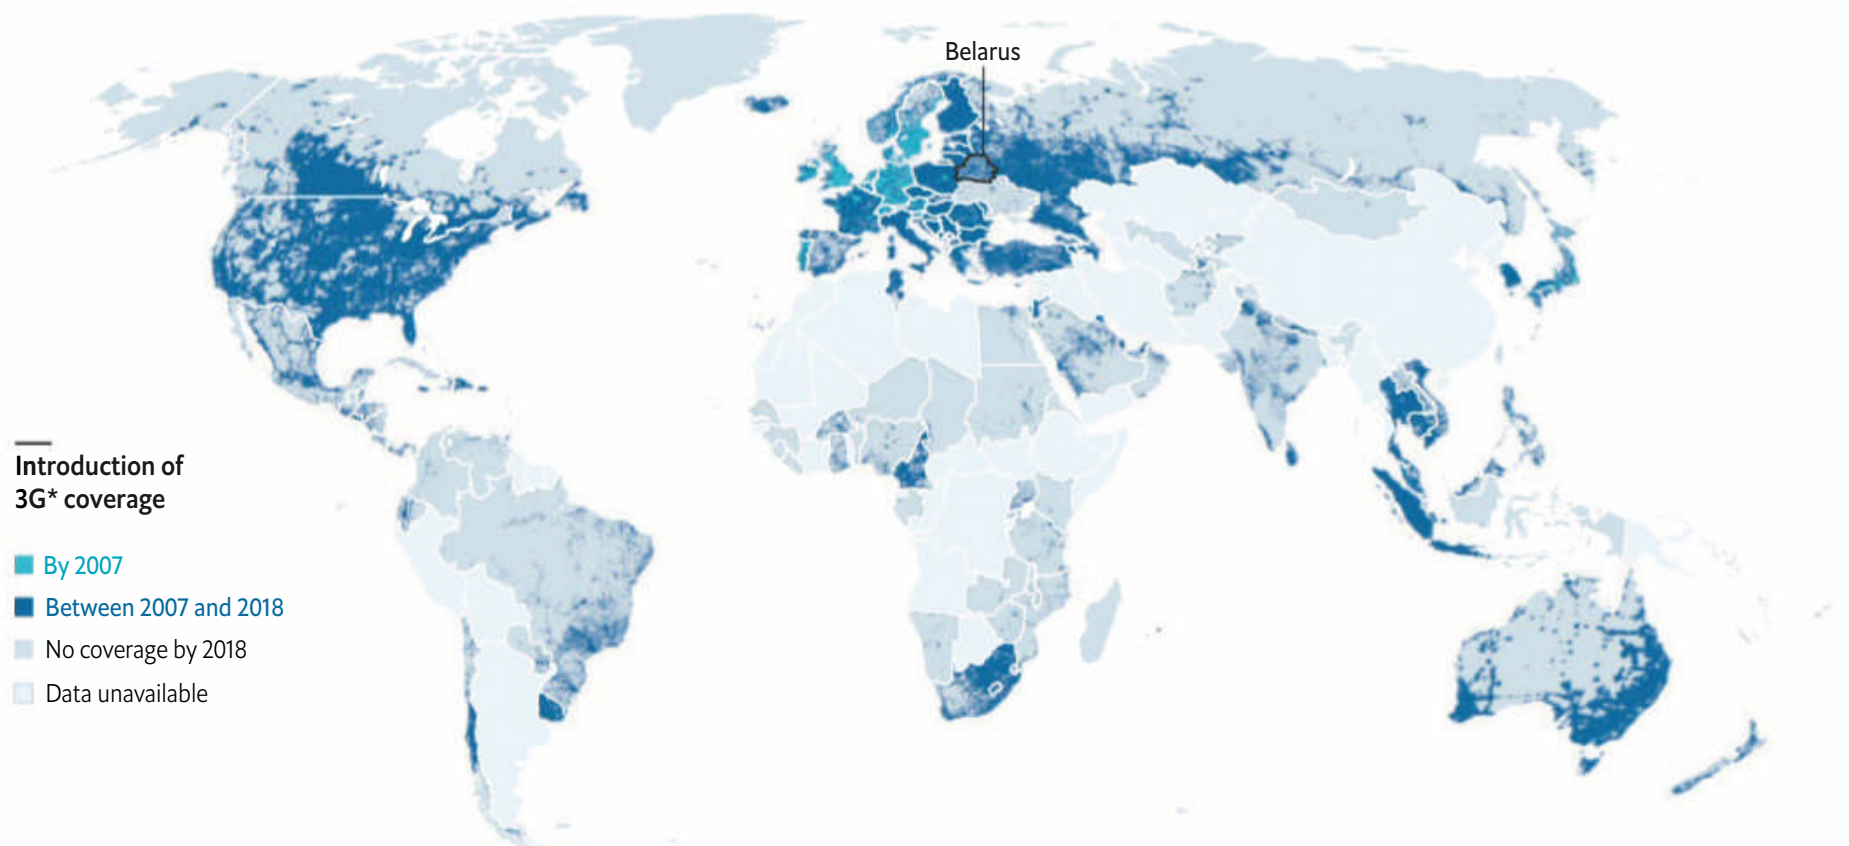 Belarus
Introduction of
3G* coverage
By 2007
Between 2007 and 2018
No coverage by 2018
Data unavailable